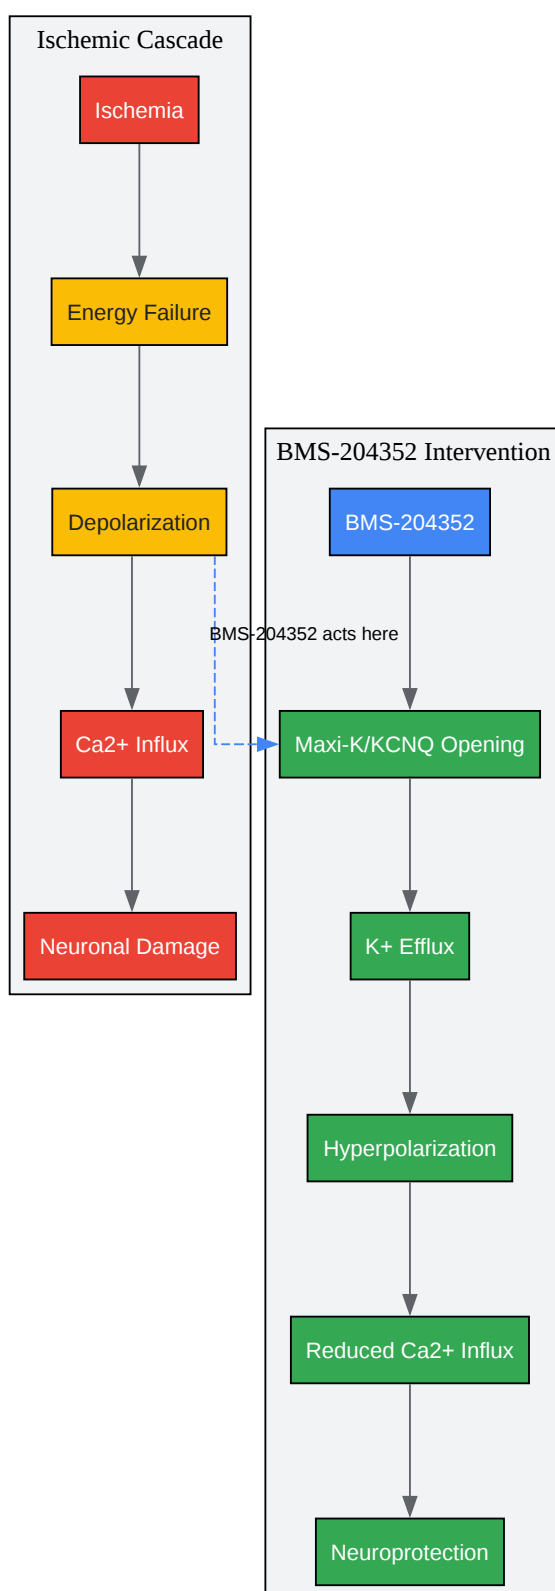 Ischemic Cascade
Ischemia
Energy Failure
Depolarization
Ca2+ Influx
Neuronal Damage
BMS-204352 acts here
BMS-204352 Intervention
BMS-204352
Maxi-K/KCNQ Opening
K+ Efflux
Hyperpolarization
Reduced Ca2+ Influx
Neuroprotection